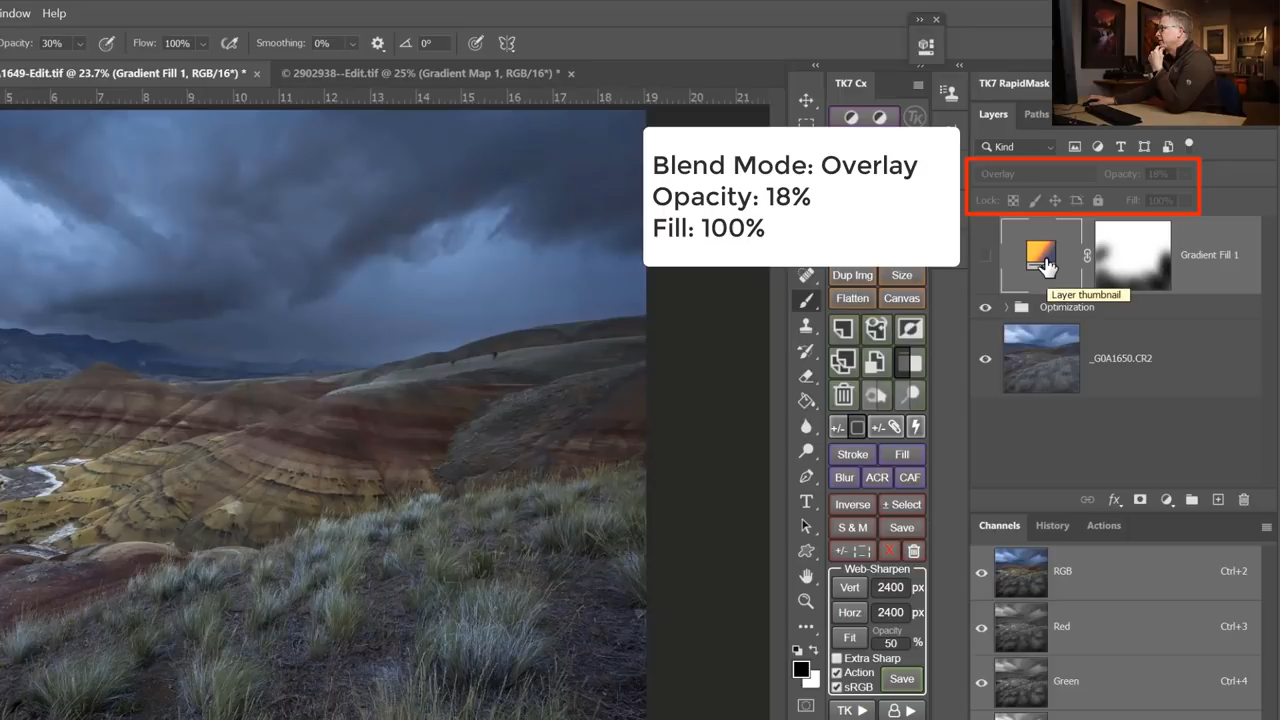 indow Help
Opacity: 30% Flow: 100% Smoothing: 0% 0°
A1649-Edit.tif @ 23.7% (Gradient Fill 1, RGB/16*) * × © 2902938--Edit.tif @ 25% (Gradient Map 1, RGB/16*) * ×
5 6 7 8 9 10 11 12 13 14 15 16 17 18 19 20 21
TK7 Cx
TK
TK7 RapidMask
Layers Paths
Kind
Overlay Opacity: 18%
Lock: Fill: 100%
Blend Mode: Overlay
Opacity: 18%
Fill: 100%
Gradient Fill 1
Layer thumbnail
Optimization
_G0A1650.CR2
Dup Img Size
Flatten Canvas
+/- +/-
Stroke Fill
Blur ACR CAF
Inverse ± Select
S & M Save
+/- X
Web-Sharpen
Vert 2400 px
Horz 2400 px
Fit Opacity 50 %
Extra Sharp
Action
sRGB Save
TK
fx
Channels History Actions
RGB Ctrl+2
Red Ctrl+3
Green Ctrl+4